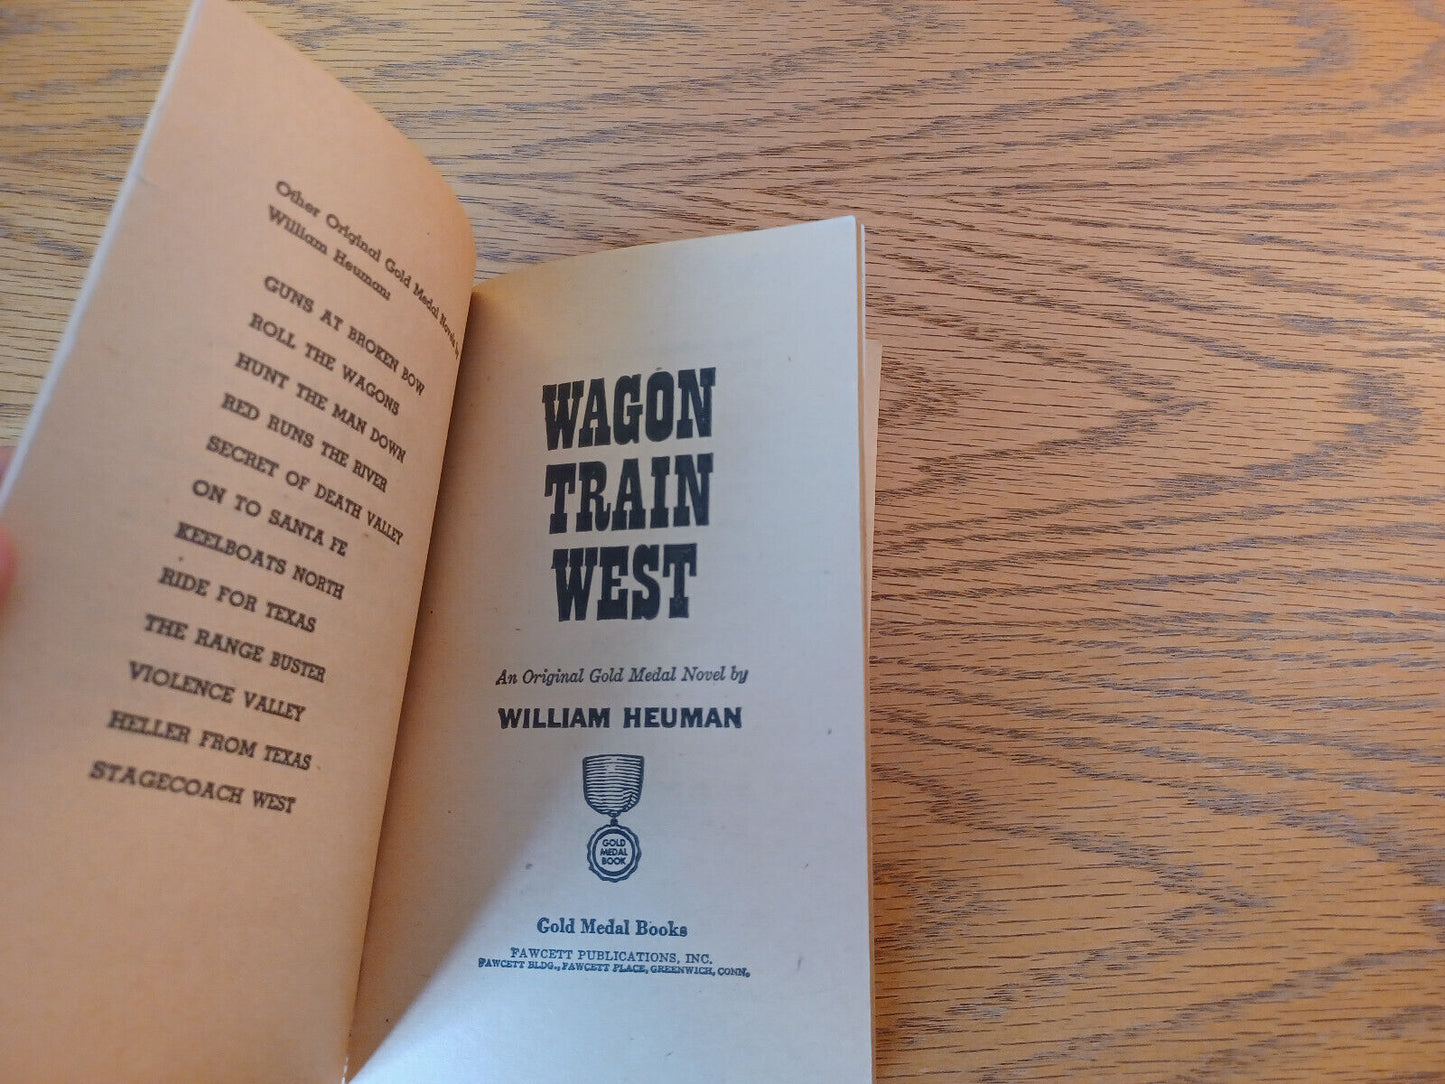 Other Original Gold Medal Novels by
William Heuman:
GUNS AT BROKEN BOW
ROLL THE WAGONS
HUNT THE MAN DOWN
RED RUNS THE RIVER
SECRET OF DEATH VALLEY
ON TO SANTA FE
KEELBOATS NORTH
RIDE FOR TEXAS
THE RANGE BUSTER
VIOLENCE VALLEY
HELLER FROM TEXAS
STAGECOACH WEST
WAGON
TRAIN
WEST
An Original Gold Medal Novel by
WILLIAM HEUMAN
GOLD
MEDAL
BOOK
Gold Medal Books
FAWCETT PUBLICATIONS, INC.
FAWCETT BLDG., FAWCETT PLACE, GREENWICH, CONN.